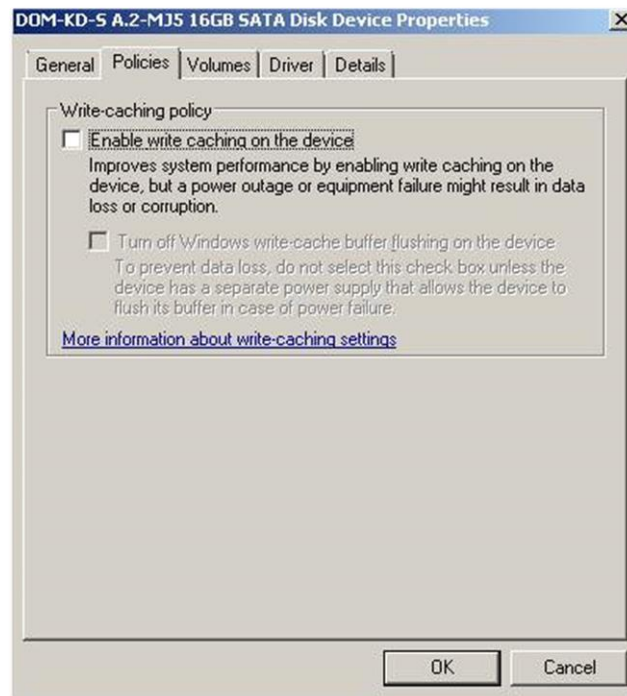 DOM-KD-S A.2-MJ5 16GB SATA Disk Device Properties
General Policies Volumes Driver Details
Write-caching policy
Enable write caching on the device
Improves system performance by enabling write caching on the
device, but a power outage or equipment failure might result in data
loss or corruption.
Turn off Windows write-cache buffer flushing on the device
To prevent data loss, do not select this check box unless the
device has a separate power supply that allows the device to
flush its buffer in case of power failure.
More information about write-caching settings
OK Cancel